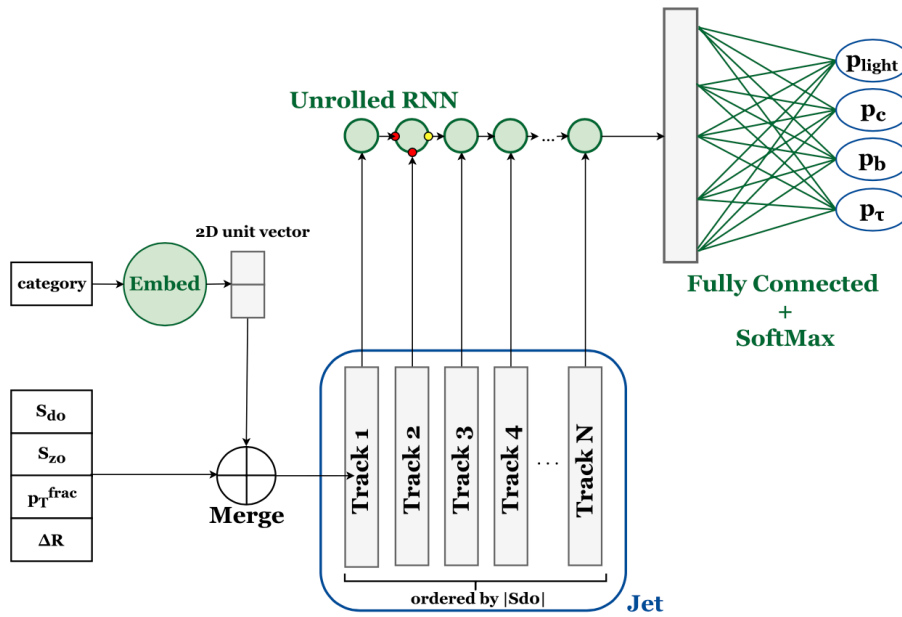 Unrolled RNN
...
p_light
p_c
p_b
p_τ
Fully Connected
+
SoftMax
2D unit vector
category
Embed
S_do
S_zo
p_T^frac
ΔR
Merge
Track 1
Track 2
Track 3
Track 4
...
Track N
ordered by |Sd0|
Jet